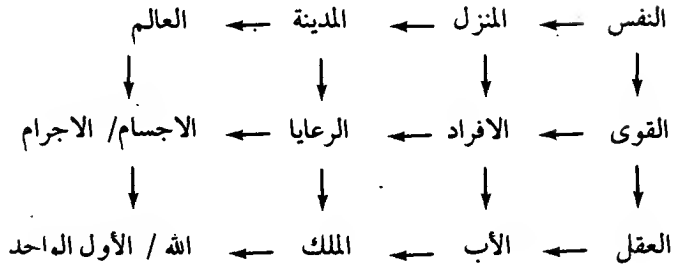 النفس ← المنزل ← المدينة ← العالم
↓ ↓ ↓ ↓
القوى ← الافراد ← الرعايا ← الاجسام/ الاجرام
↓ ↓ ↓ ↓
العقل ← الأب ← الملك ← الله / الأول الواحد